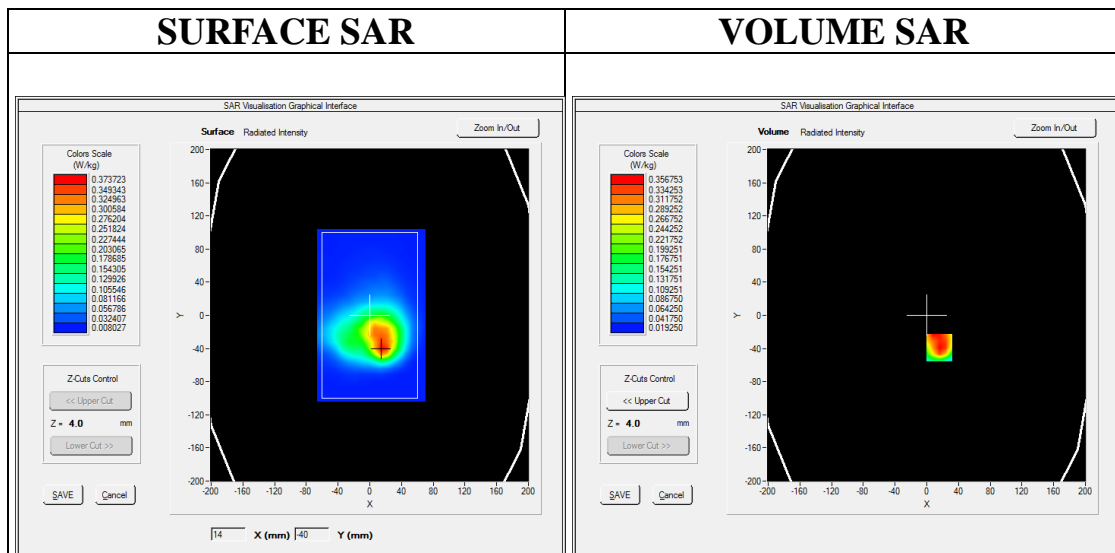 SURFACE SAR
VOLUME SAR
SAR Visualisation Graphical Interface
Surface Radiated Intensity
Zoom In/Out
Colors Scale
(W/kg)
0.373723
0.349343
0.324963
0.300584
0.276204
0.251824
0.227444
0.203065
0.178685
0.154305
0.129926
0.105546
0.081166
0.056786
0.032407
0.008027
200
160
120
80
40
0
-40
-80
-120
-160
-200
Y
-200 -160 -120 -80 -40 0 40 80 120 160 200
X
Z-Cuts Control
<< Upper Cut
Z = 4.0 mm
Lower Cut >>
SAVE Cancel
14 X (mm) -40 Y (mm)
SAR Visualisation Graphical Interface
Volume Radiated Intensity
Zoom In/Out
Colors Scale
(W/kg)
0.356753
0.334253
0.311752
0.289252
0.266752
0.244252
0.221752
0.199251
0.176751
0.154251
0.131751
0.109251
0.086750
0.064250
0.041750
0.019250
200
160
120
80
40
0
-40
-80
-120
-160
-200
Y
-200 -160 -120 -80 -40 0 40 80 120 160 200
X
Z-Cuts Control
<< Upper Cut
Z = 4.0 mm
Lower Cut >>
SAVE Cancel